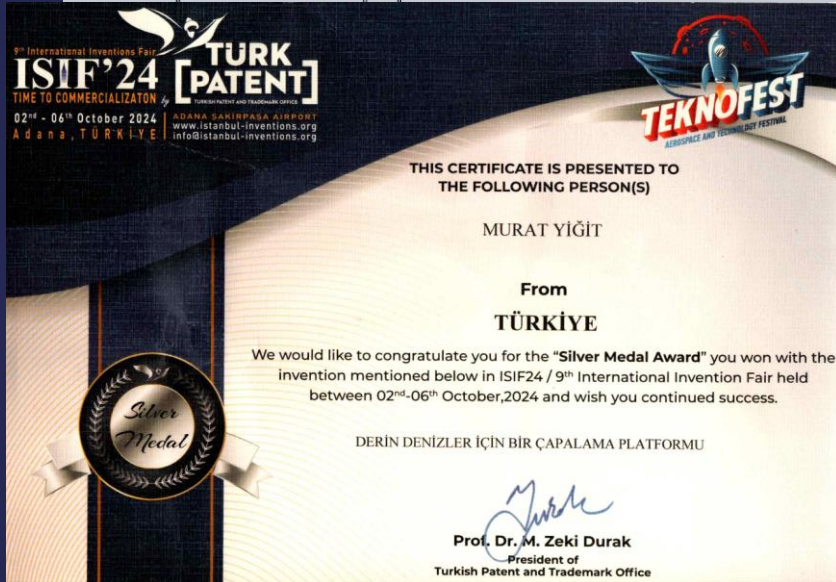 9th International Inventions Fair
ISIF'24
TIME TO COMMERCIALIZATON by
02nd - 06th October 2024
Adana, TÜRKİYE
TÜRK
[PATENT]
TURKISH PATENT AND TRADEMARK OFFICE
ADANA ŞAKİRPAŞA AIRPORT
www.istanbul-inventions.org
info@istanbul-inventions.org
TEKNOFEST
AEROSPACE AND TECHNOLOGY FESTIVAL
THIS CERTIFICATE IS PRESENTED TO
THE FOLLOWING PERSON(S)
MURAT YİĞİT
From
TÜRKİYE
We would like to congratulate you for the "Silver Medal Award" you won with the
invention mentioned below in ISIF24 / 9th International Invention Fair held
between 02nd-06th October,2024 and wish you continued success.
Silver
Medal
DERİN DENİZLER İÇİN BİR ÇAPALAMA PLATFORMU
Prof. Dr. M. Zeki Durak
President of
Turkish Patent and Trademark Office